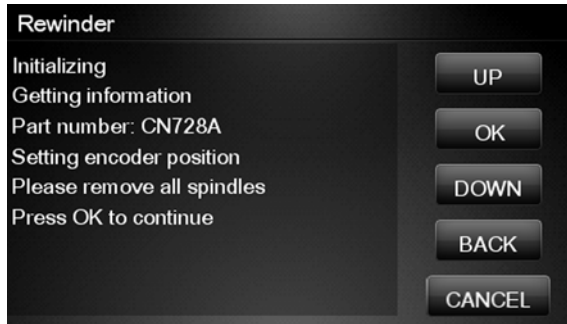 Rewinder
Initializing
Getting information
Part number: CN728A
Setting encoder position
Please remove all spindles
Press OK to continue
UP
OK
DOWN
BACK
CANCEL